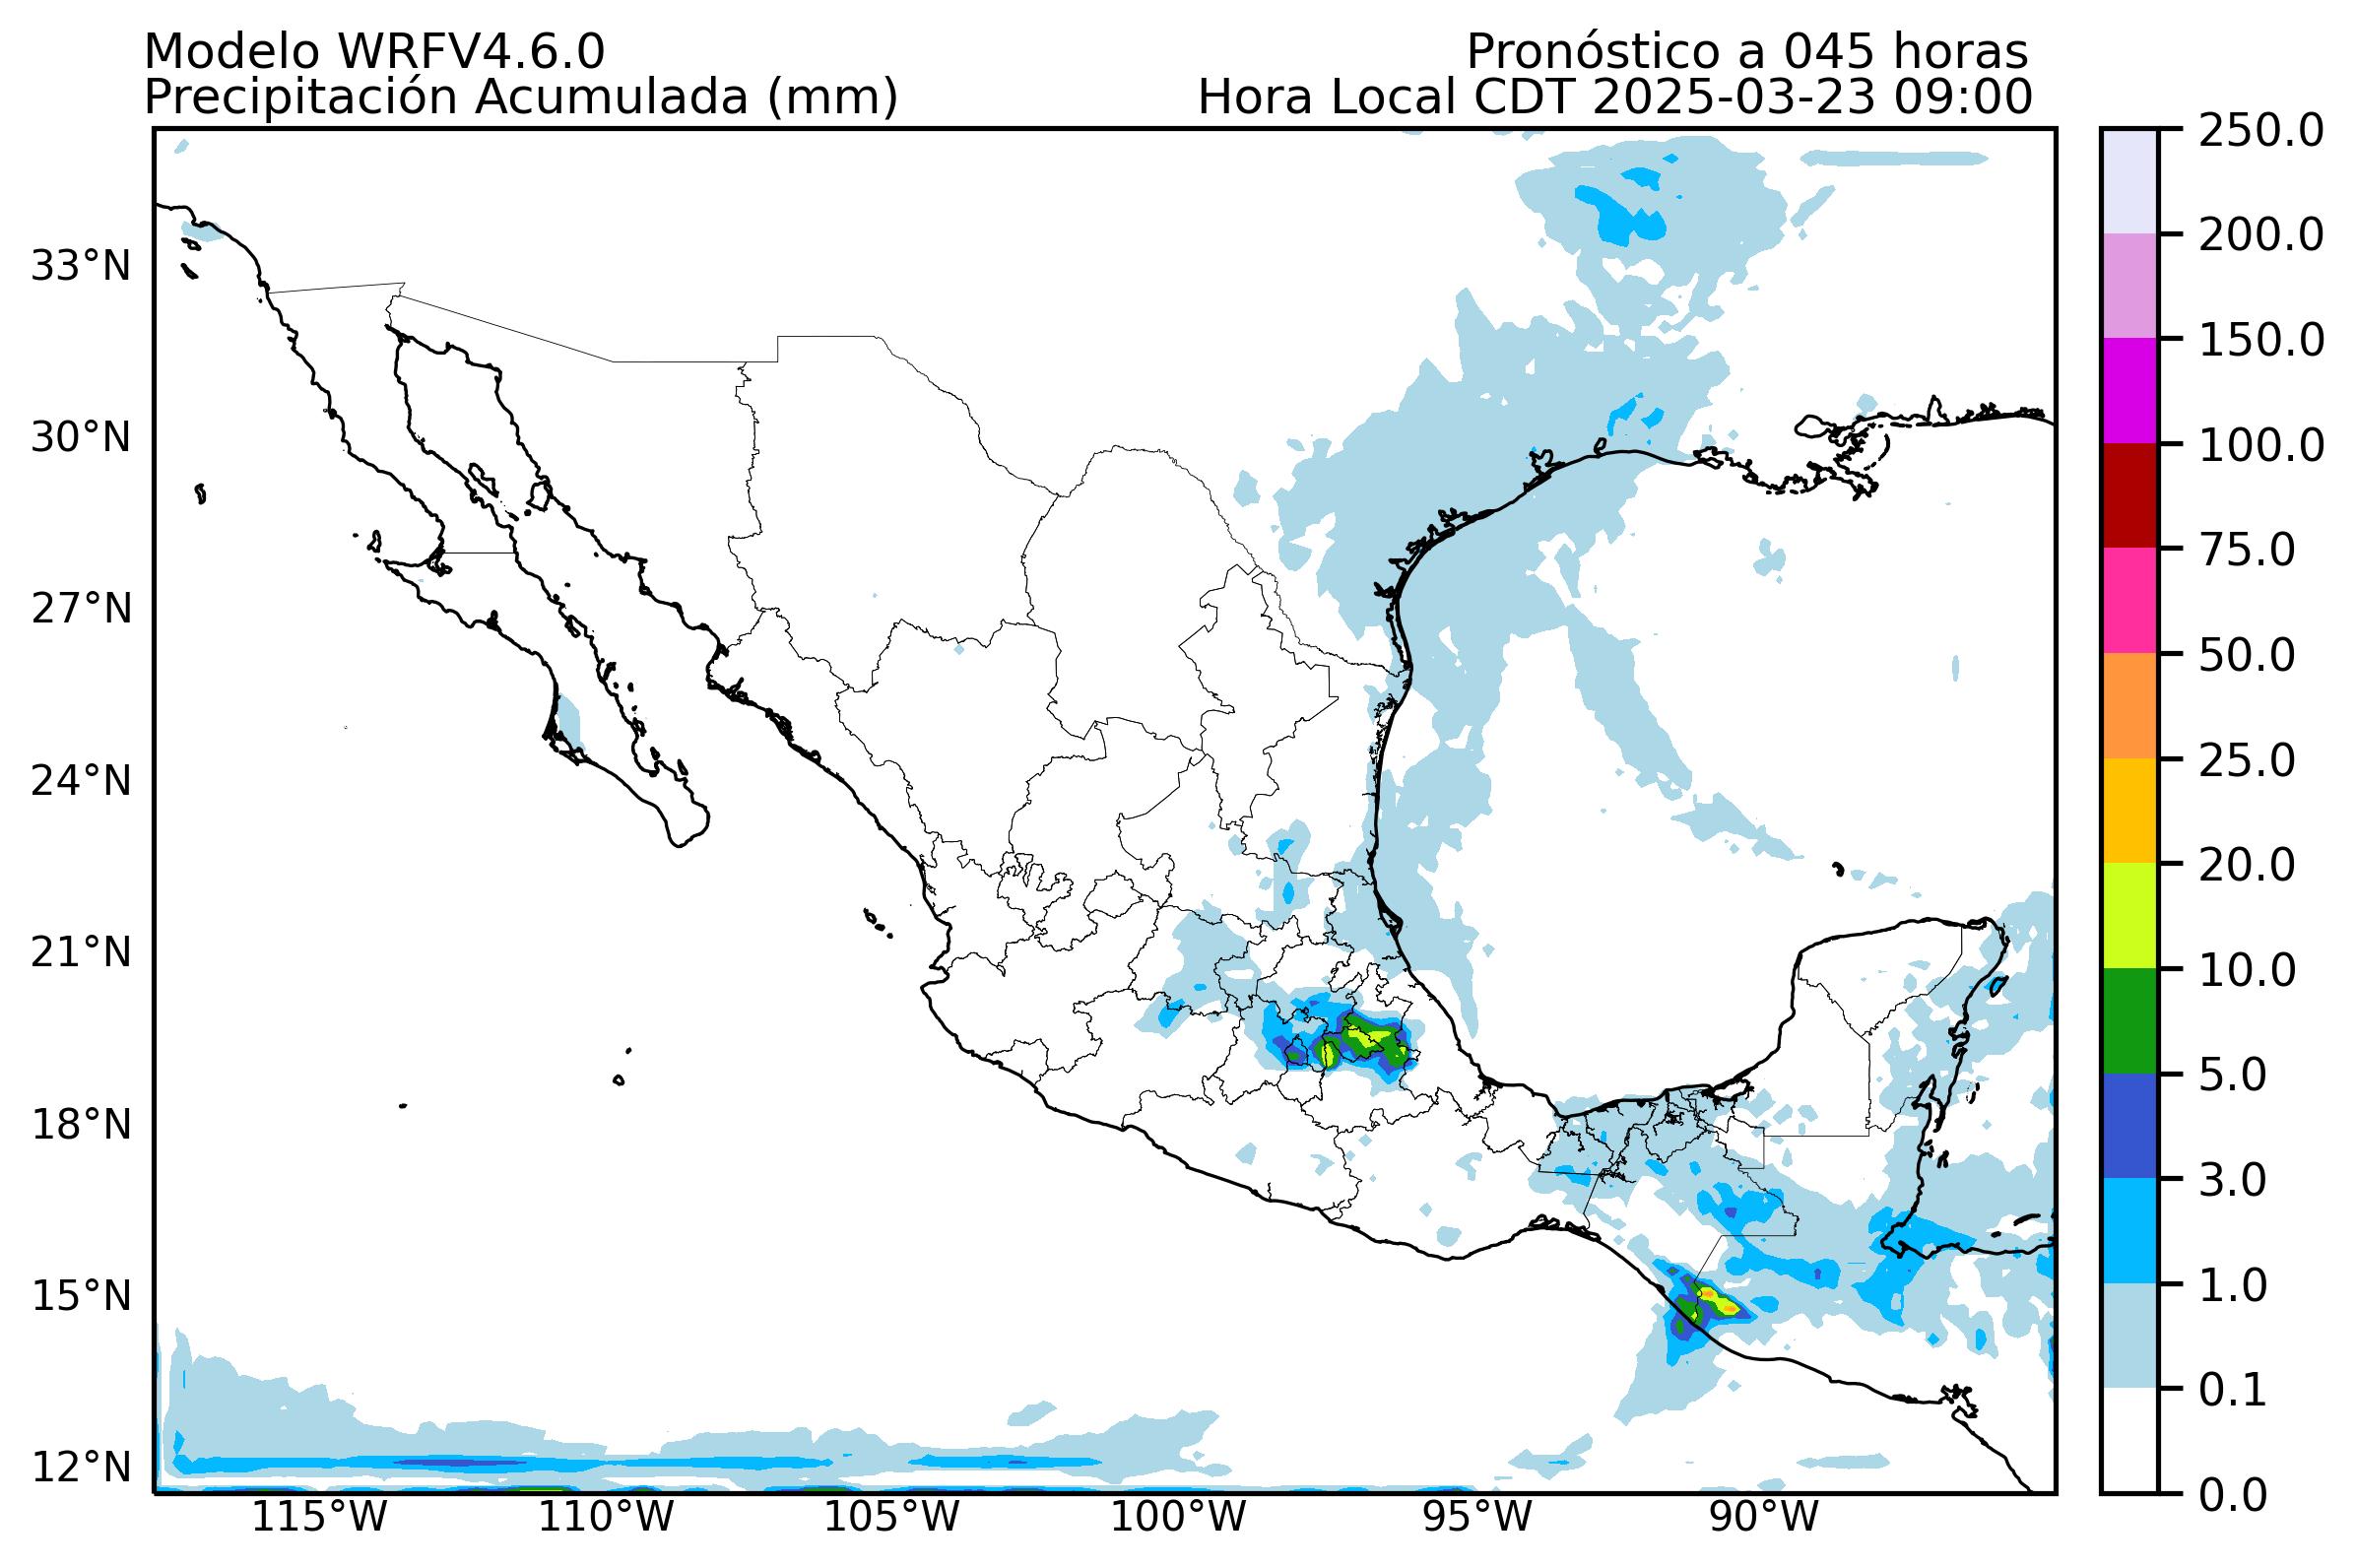 Modelo WRFV4.6.0
Pronóstico a 045 horas
Precipitación Acumulada (mm)
Hora Local CDT 2025-03-23 09:00
33°N
30°N
27°N
24°N
21°N
18°N
15°N
12°N
115°W
110°W
105°W
100°W
95°W
90°W
250.0
200.0
150.0
100.0
75.0
50.0
25.0
20.0
10.0
5.0
3.0
1.0
0.1
0.0